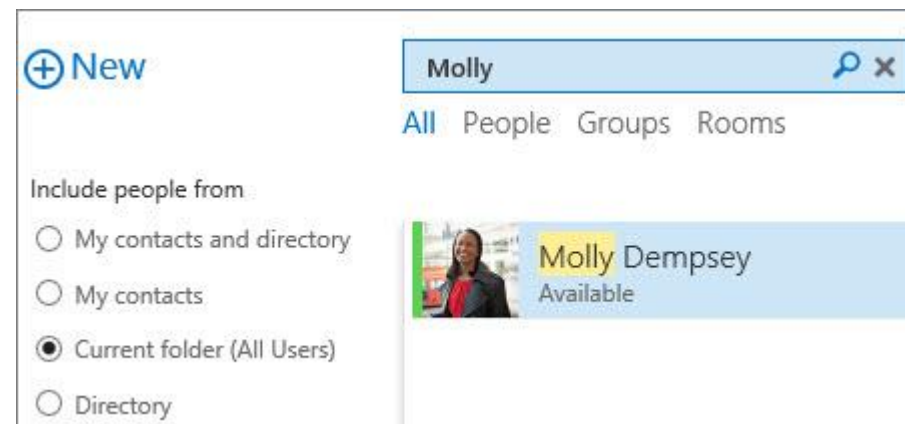 New
Molly
All People Groups Rooms
Include people from
My contacts and directory
My contacts
Current folder (All Users)
Directory
Molly Dempsey
Available